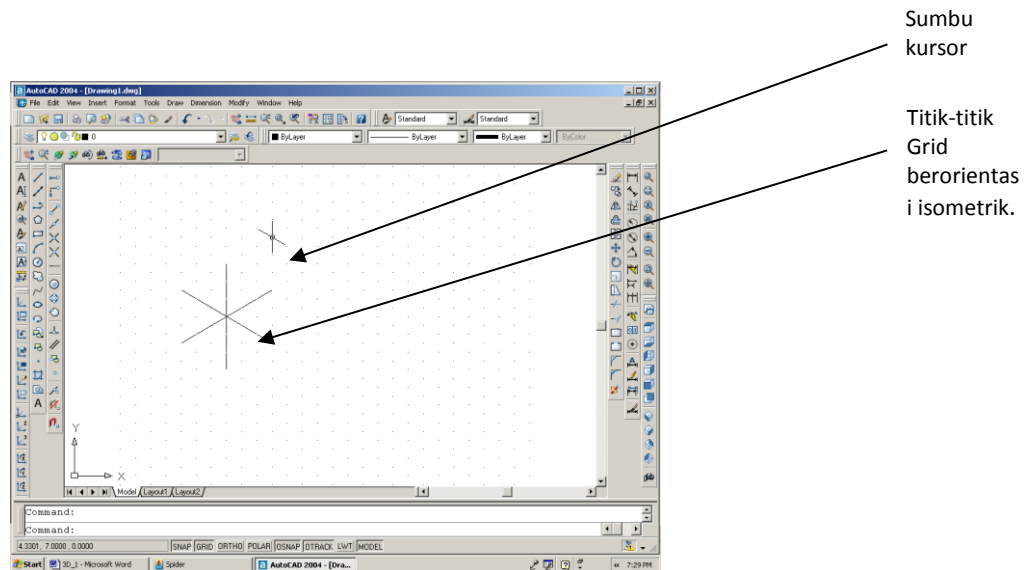 Sumbu
kursor
Titik-titik
Grid
berorientas
i isometrik.
AutoCAD 2004 - [Drawing1.dwg]
File Edit View Insert Format Tools Draw Dimension Modify Window Help
Standard Standard
0 ByLayer ByLayer ByLayer ByColor
Y
X
Model Layout1 Layout2
Command:
Command:
4.3301, 7.0000, 0.0000 SNAP GRID ORTHO POLAR OSNAP OTRACK LWT MODEL
Start 3D_1 - Microsoft Word Spider AutoCAD 2004 - [Dra... 7:29 PM